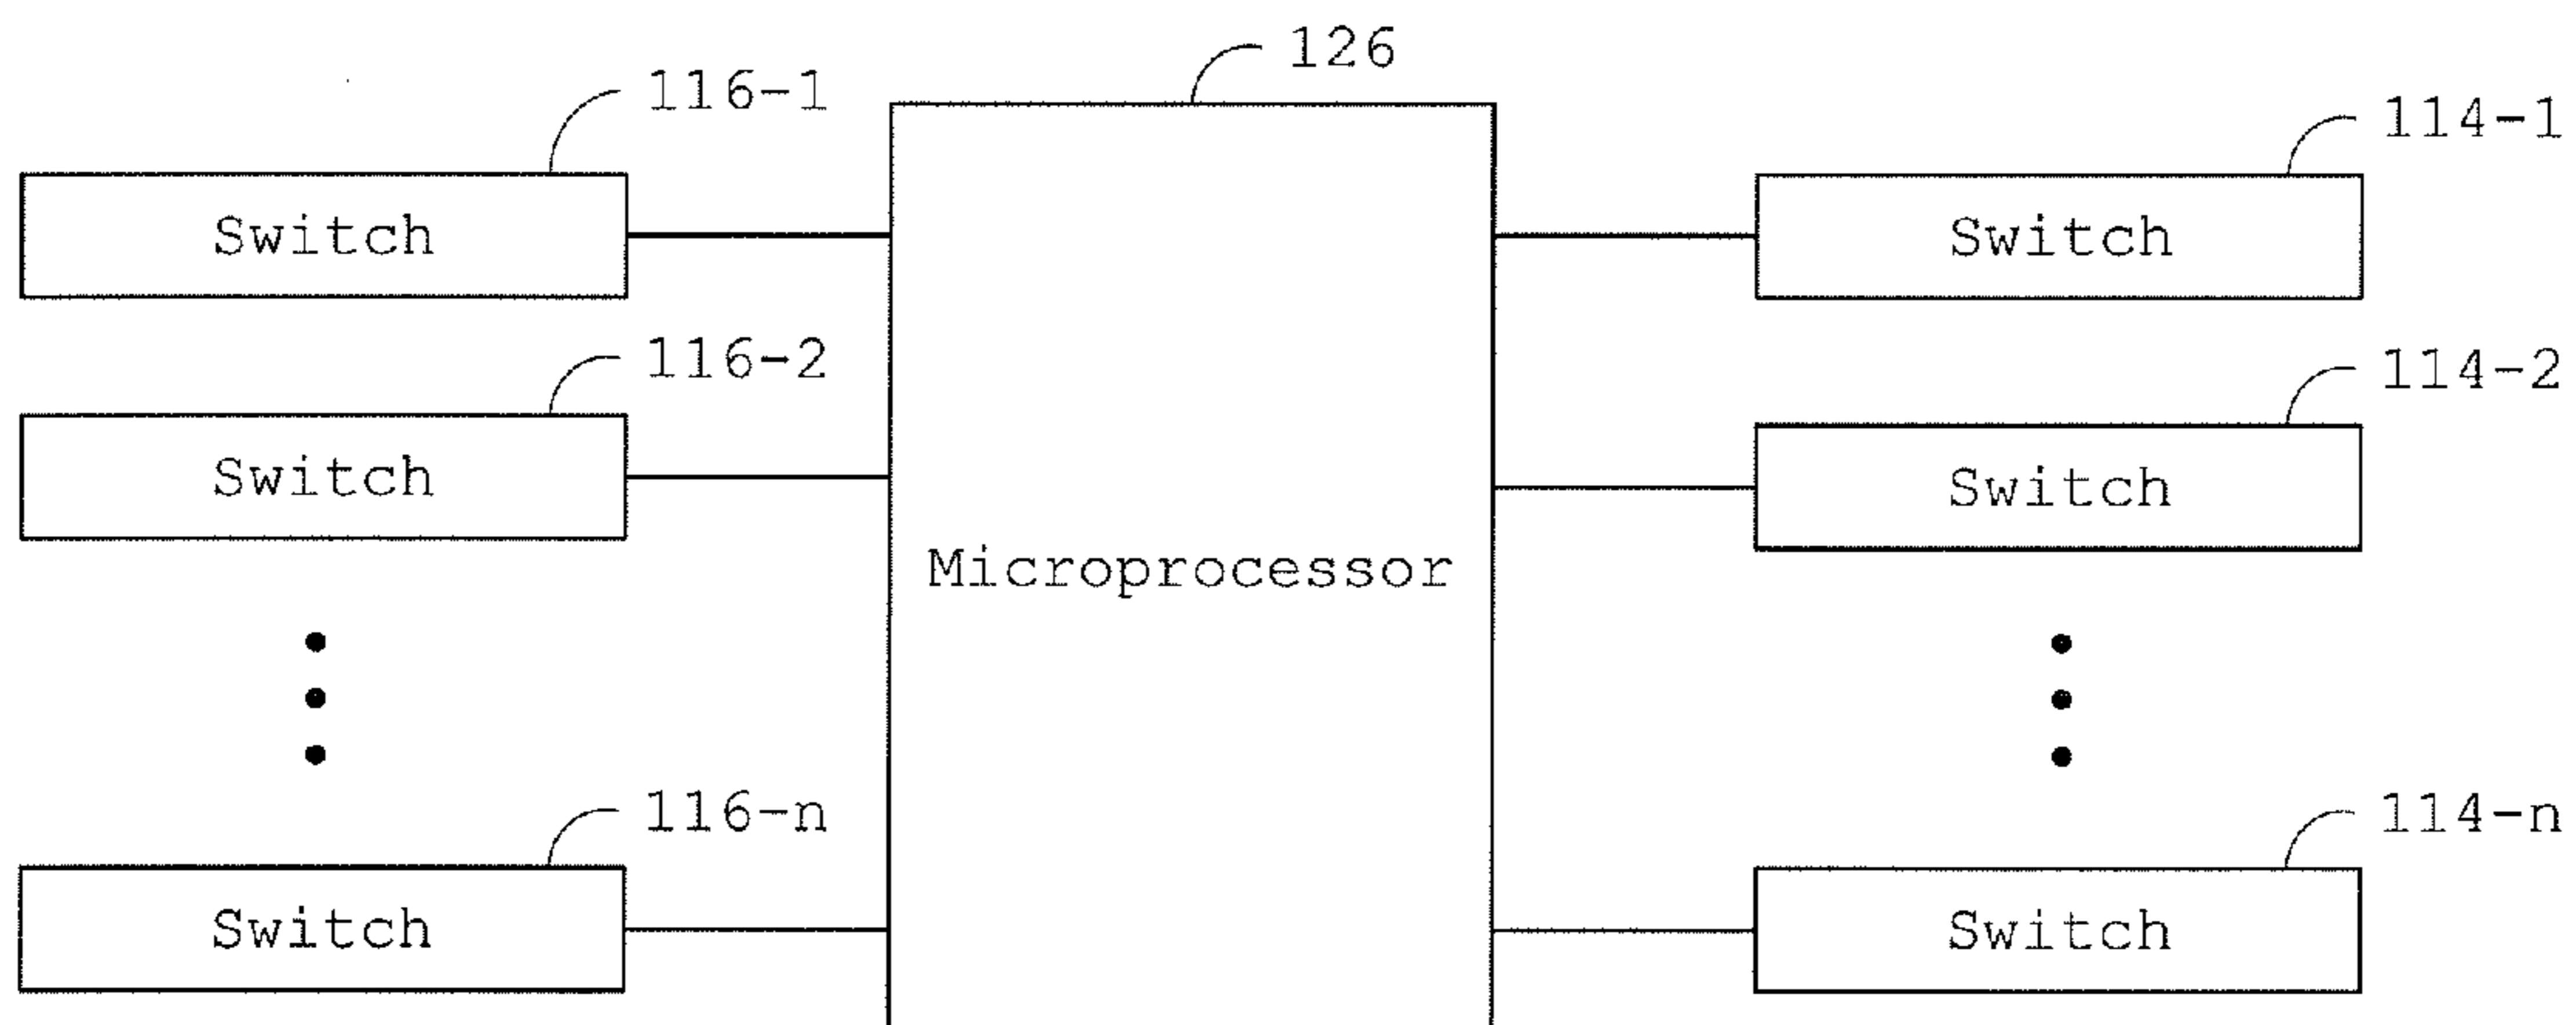 126
116-1
114-1
Switch
Switch
116-2
114-2
Switch
Switch
Microprocessor
116-n
114-n
Switch
Switch